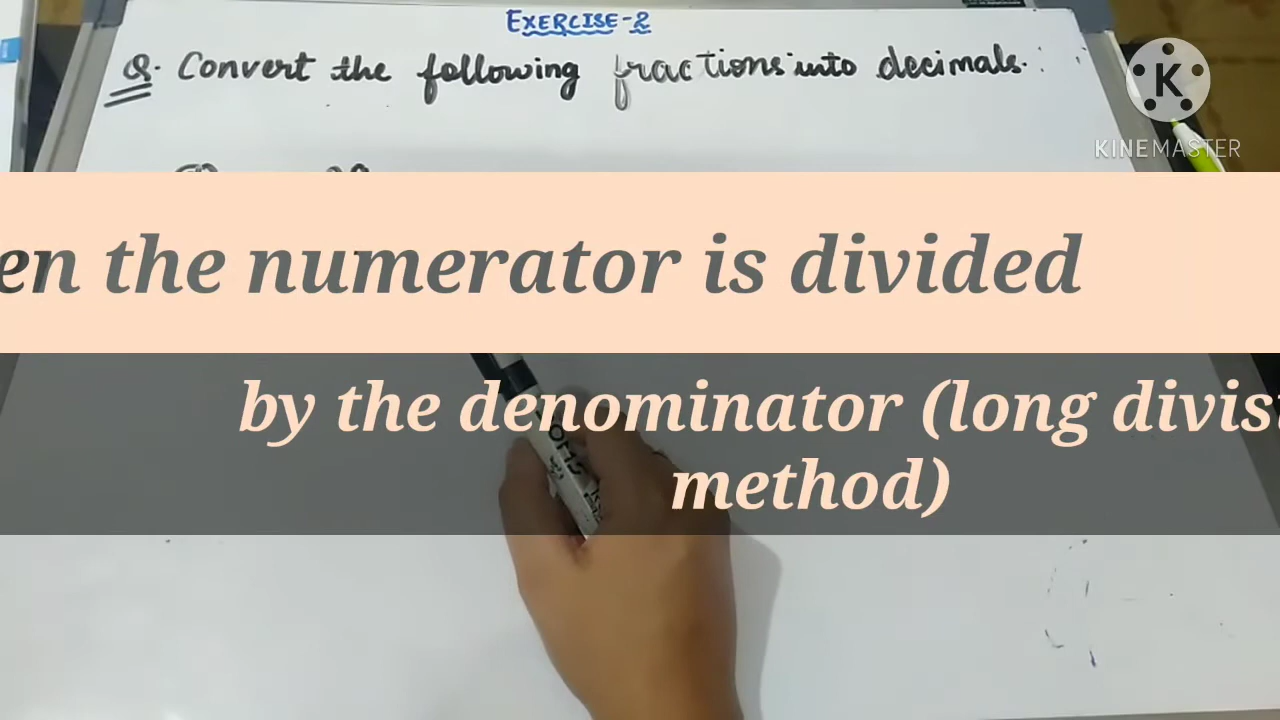 EXERCISE-2
Q. Convert the following fractions into decimals.
K
KINEMASTER
en the numerator is divided
by the denominator (long divis
method)